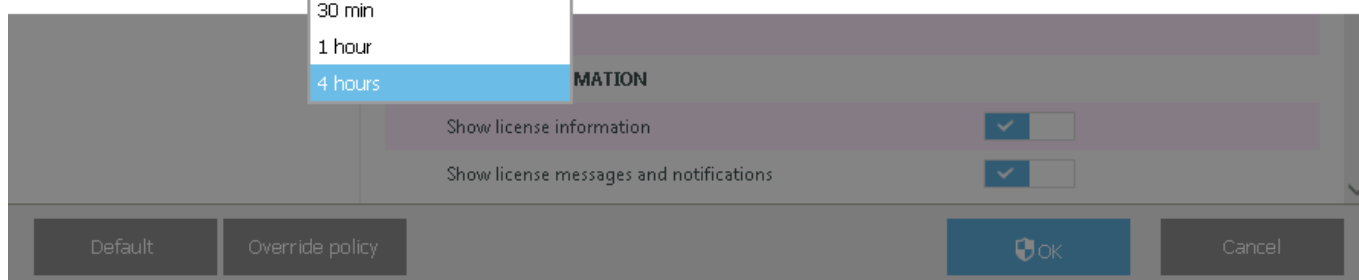 30 min
1 hour
4 hours
MATION
Show license information
Show license messages and notifications
Default
Override policy
OK
Cancel